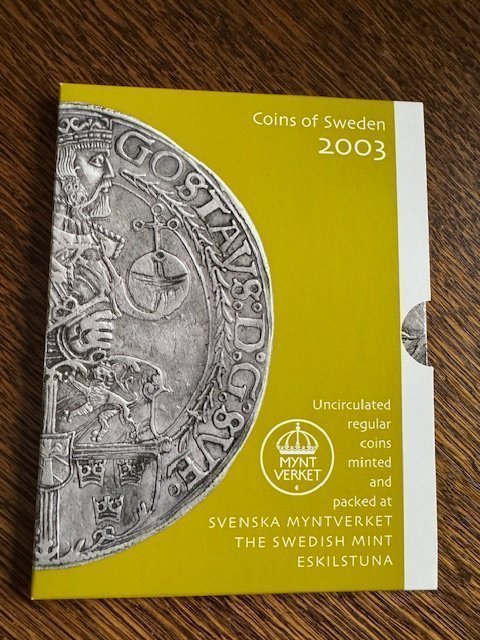 Coins of Sweden
2003
GOSTAVS:D:G:SVE:
Uncirculated
regular
coins
minted
and
packed at
SVENSKA MYNTVERKET
THE SWEDISH MINT
ESKILSTUNA
MYNT
VERKET